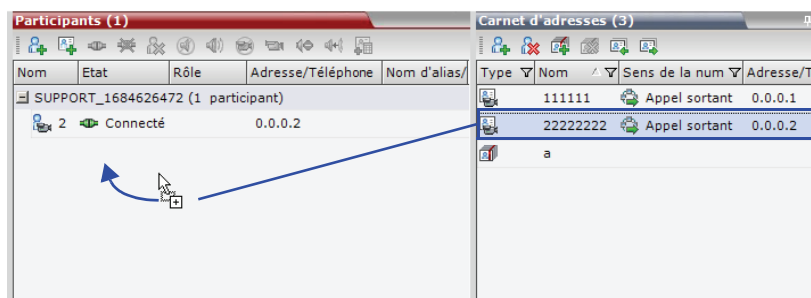 Participants (1)
Nom Etat Rôle Adresse/Téléphone Nom d'alias/
SUPPORT_1684626472 (1 participant)
2 Connecté 0.0.0.2
Carnet d'adresses (3)
Type Nom Sens de la num Adresse/T
111111 Appel sortant 0.0.0.1
22222222 Appel sortant 0.0.0.2
a